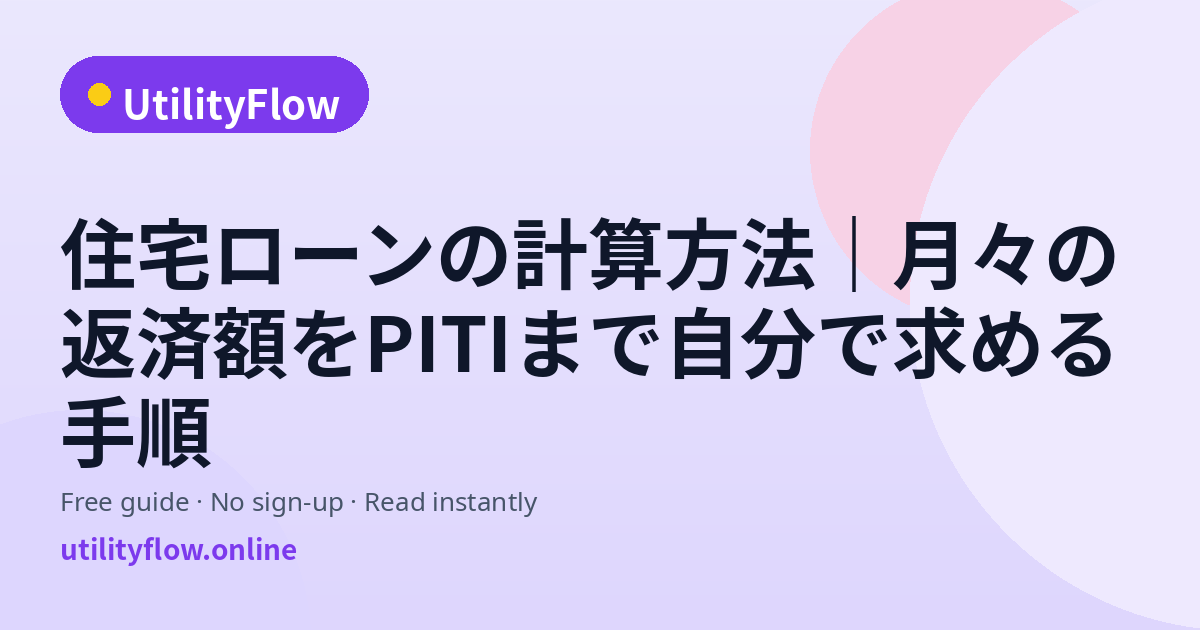 UtilityFlow
住宅ローンの計算方法｜月々の
返済額をPITIまで自分で求める
手順
Free guide · No sign-up · Read instantly
utilityflow.online